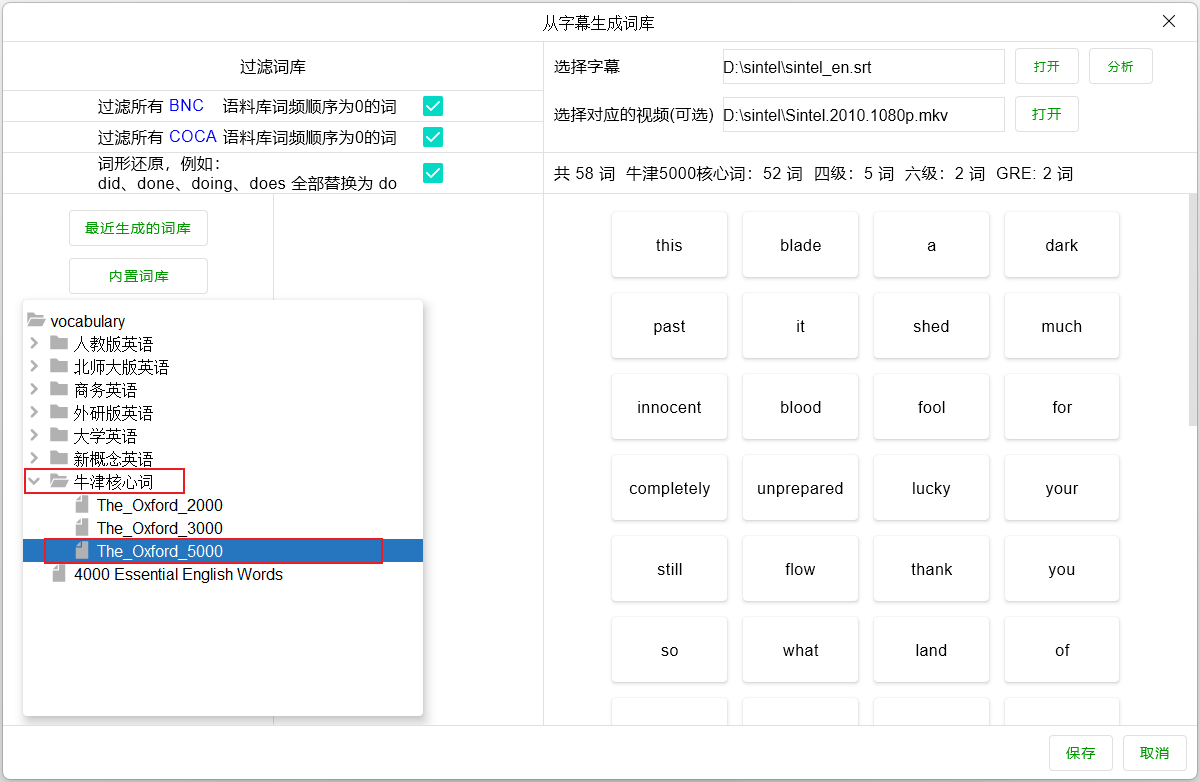 从字幕生成词库
过滤词库
过滤所有 BNC 语料库词频顺序为0的词
过滤所有 COCA 语料库词频顺序为0的词
词形还原，例如：
did、done、doing、does 全部替换为 do
最近生成的词库
内置词库
vocabulary
人教版英语
北师大版英语
商务英语
外研版英语
大学英语
新概念英语
牛津核心词
The_Oxford_2000
The_Oxford_3000
The_Oxford_5000
4000 Essential English Words
选择字幕 D:\sintel\sintel_en.srt 打开 分析
选择对应的视频(可选) D:\sintel\Sintel.2010.1080p.mkv 打开
共 58 词 牛津5000核心词：52 词 四级：5 词 六级：2 词 GRE: 2 词
this blade a dark
past it shed much
innocent blood fool for
completely unprepared lucky your
still flow thank you
so what land of
保存 取消